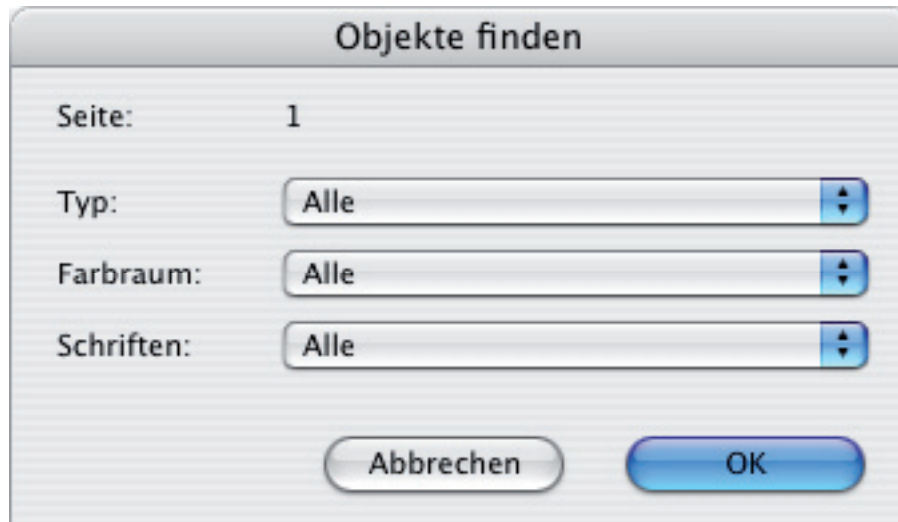 Objekte finden
Seite: 1
Typ: Alle
Farbraum: Alle
Schriften: Alle
Abbrechen OK